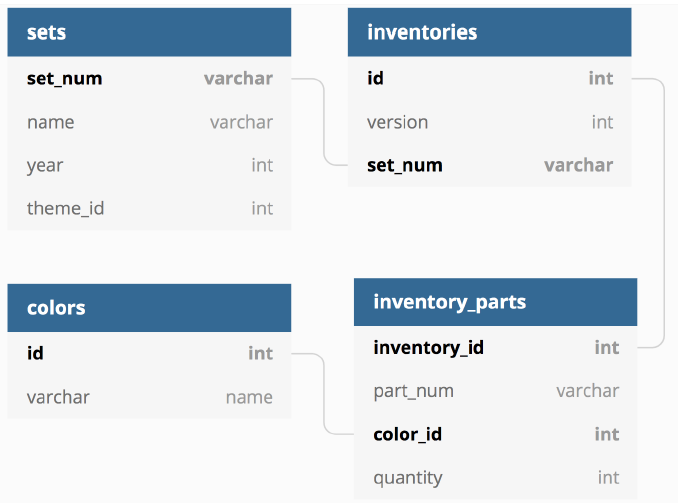 sets
set_num varchar
name varchar
year int
theme_id int
inventories
id int
version int
set_num varchar
colors
id int
varchar name
inventory_parts
inventory_id int
part_num varchar
color_id int
quantity int